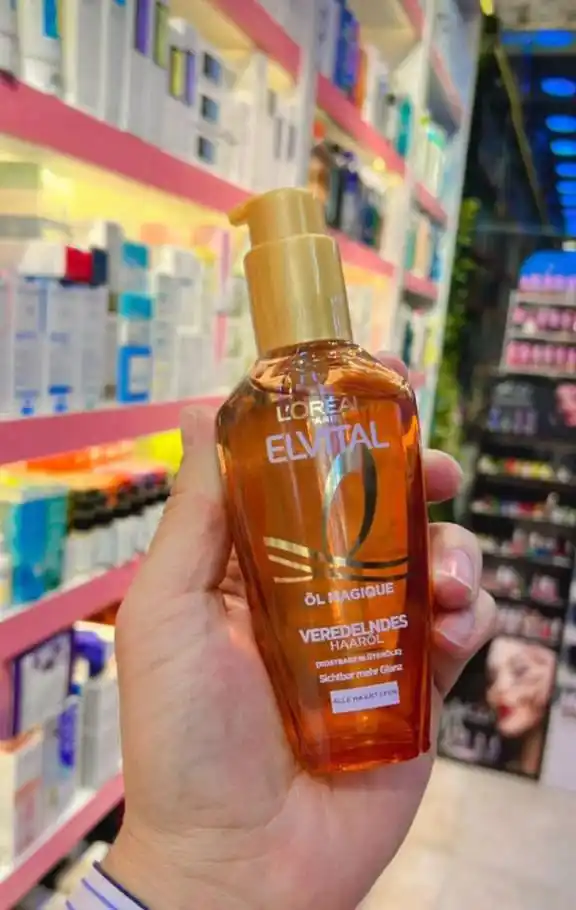 L'ORÉAL
PARIS
ELVITAL
ÖL MAGIQUE
VEREDELNDES
HAARÖL
Sichtbar mehr Glanz
ALLE HAARTYPEN